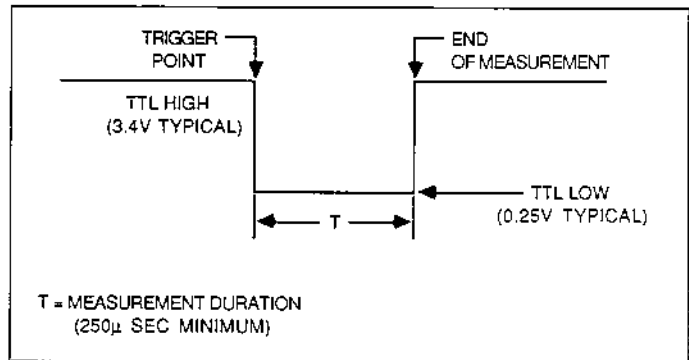 TRIGGER
POINT
END
OF MEASUREMENT
TTL HIGH
(3.4V TYPICAL)
TTL LOW
(0.25V TYPICAL)
T
T = MEASUREMENT DURATION
(250µ SEC MINIMUM)